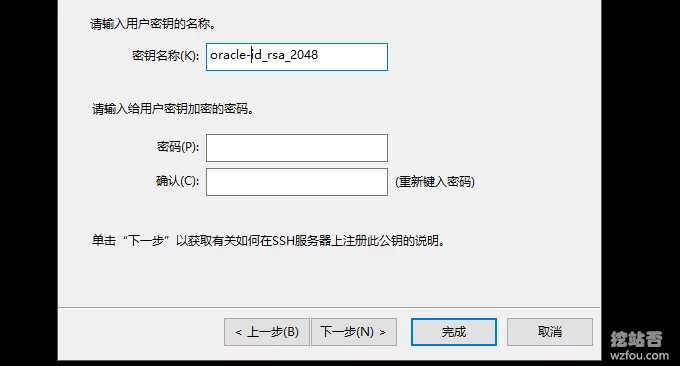 请输入用户密钥的名称。
密钥名称(K): oracle-id_rsa_2048
请输入给用户密钥加密的密码。
密码(P):
确认(C): (重新键入密码)
单击“下一步”以获取有关如何在SSH服务器上注册此公钥的说明。
< 上一步(B) 下一步(N) > 完成 取消
挖站否
wzfou.com